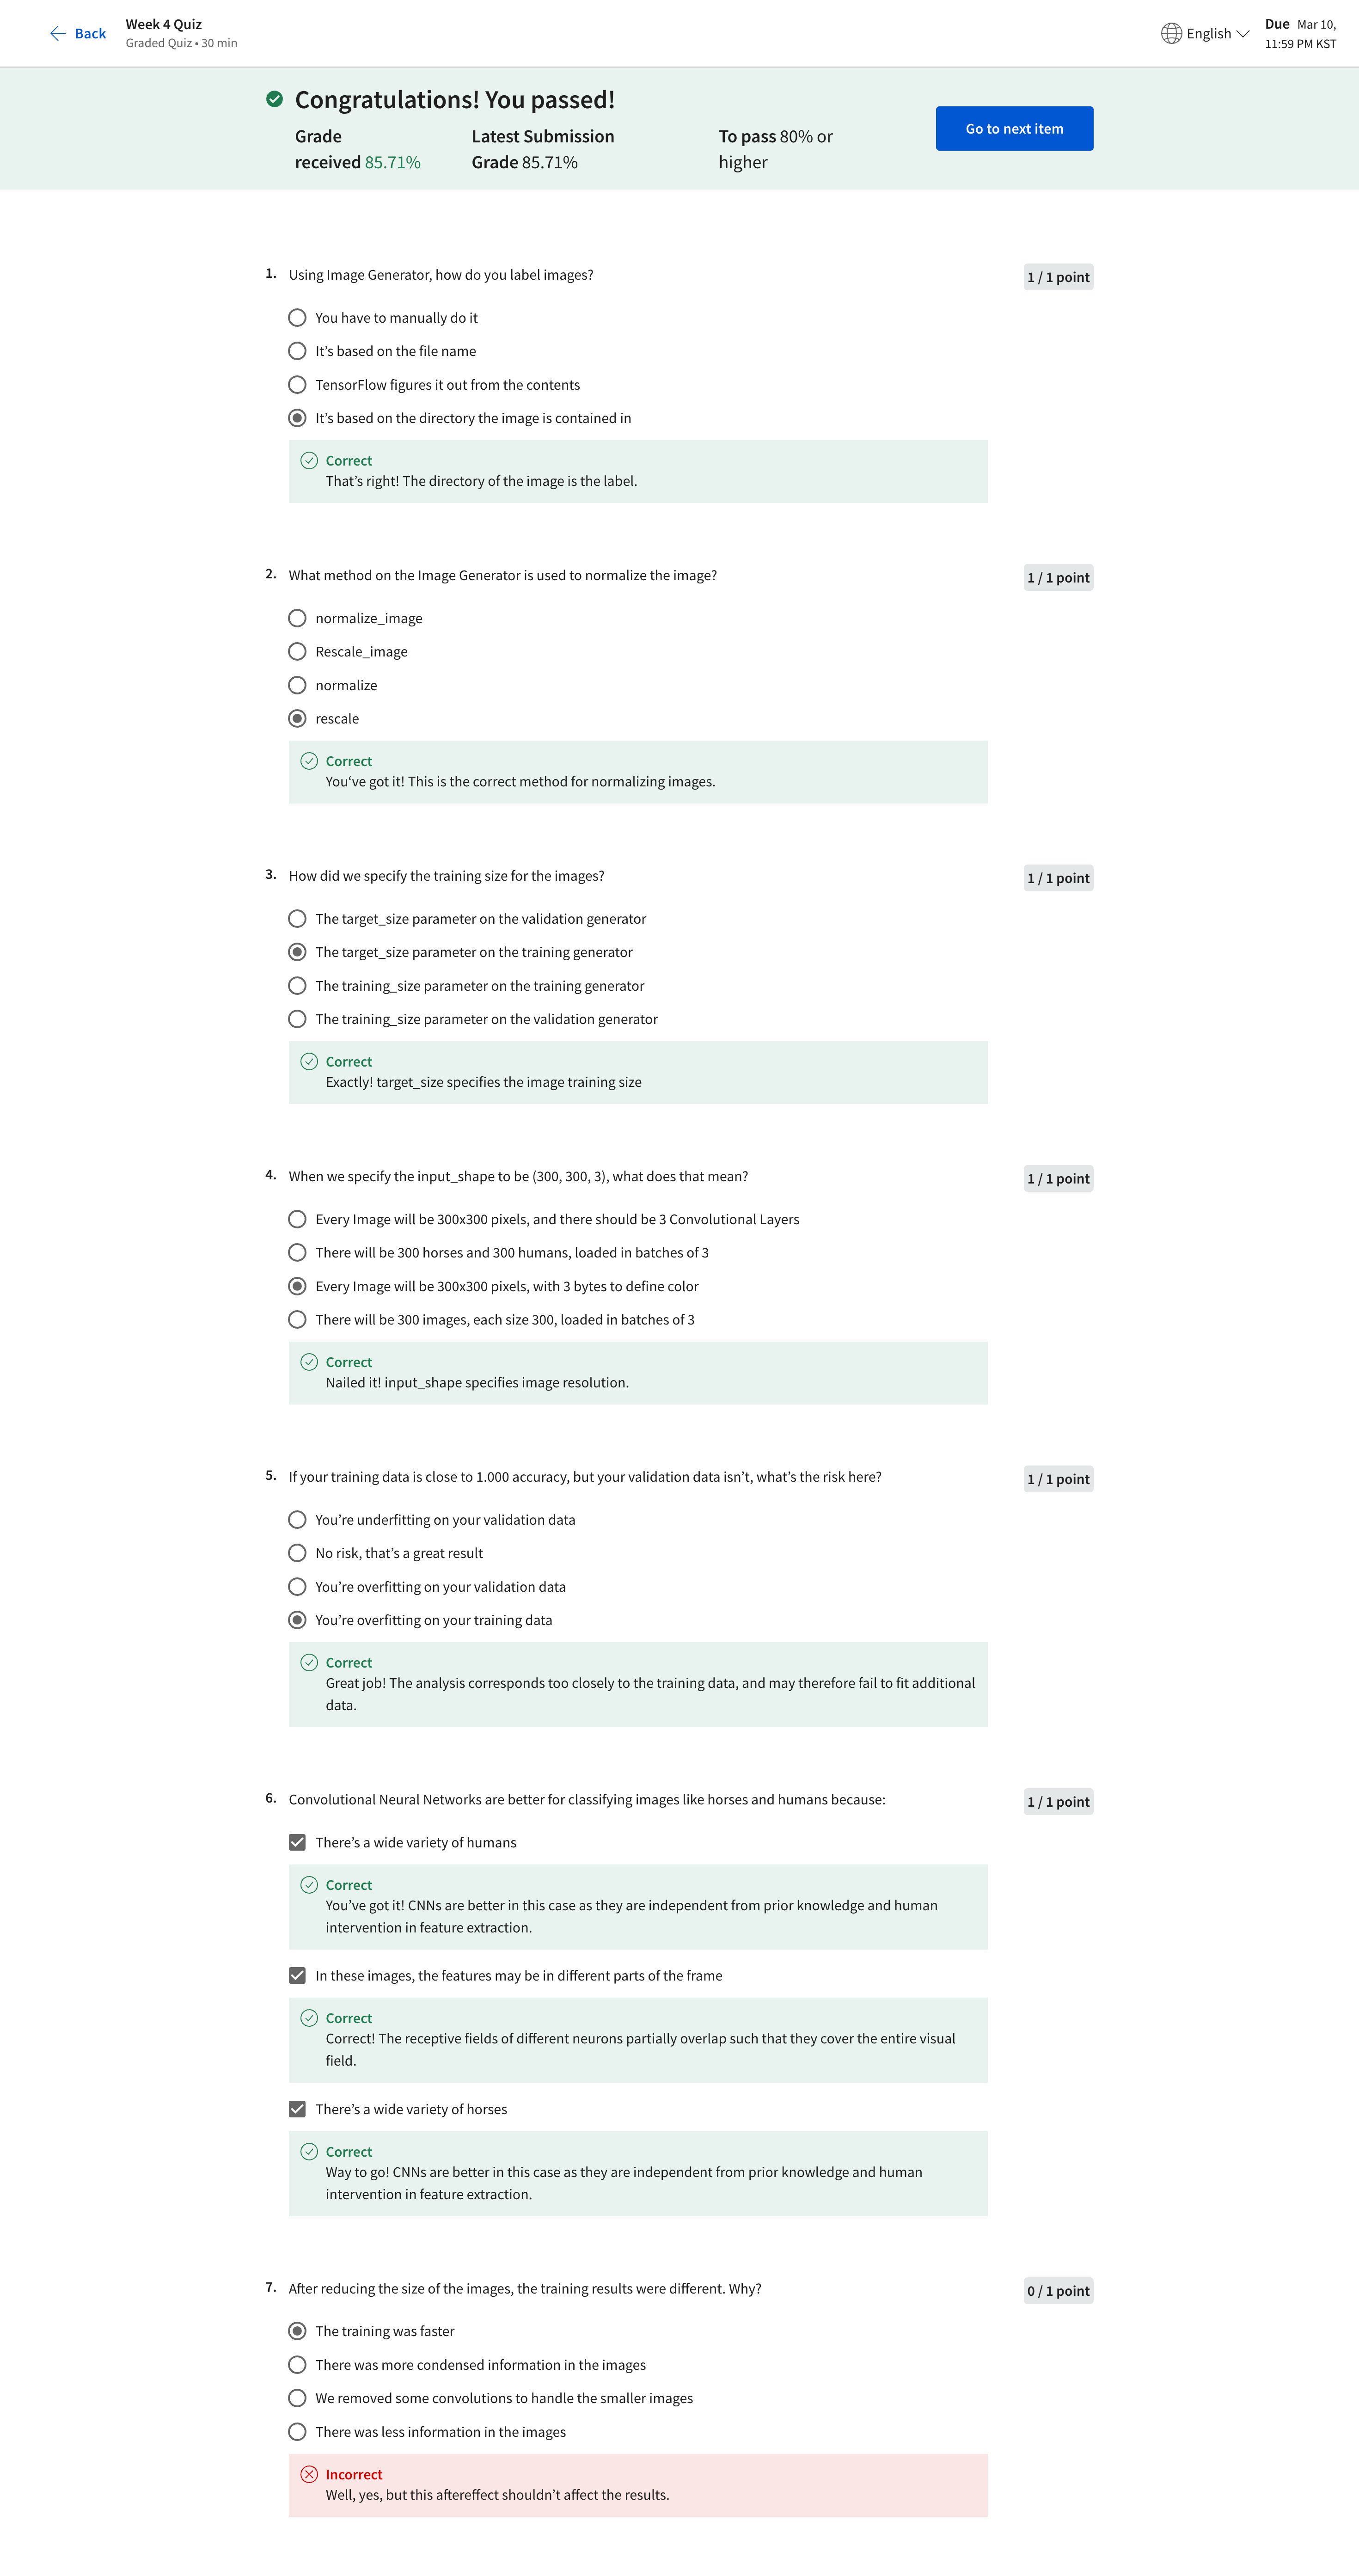 Back
Week 4 Quiz
Graded Quiz • 30 min
English
Due Mar 10,
11:59 PM KST
Congratulations! You passed!
Grade
received 85.71%
Latest Submission
Grade 85.71%
To pass 80% or
higher
Go to next item
1. Using Image Generator, how do you label images?
1 / 1 point
You have to manually do it
It’s based on the file name
TensorFlow figures it out from the contents
It’s based on the directory the image is contained in
Correct
That’s right! The directory of the image is the label.
2. What method on the Image Generator is used to normalize the image?
1 / 1 point
normalize_image
Rescale_image
normalize
rescale
Correct
You‘ve got it! This is the correct method for normalizing images.
3. How did we specify the training size for the images?
1 / 1 point
The target_size parameter on the validation generator
The target_size parameter on the training generator
The training_size parameter on the training generator
The training_size parameter on the validation generator
Correct
Exactly! target_size specifies the image training size
4. When we specify the input_shape to be (300, 300, 3), what does that mean?
1 / 1 point
Every Image will be 300x300 pixels, and there should be 3 Convolutional Layers
There will be 300 horses and 300 humans, loaded in batches of 3
Every Image will be 300x300 pixels, with 3 bytes to define color
There will be 300 images, each size 300, loaded in batches of 3
Correct
Nailed it! input_shape specifies image resolution.
5. If your training data is close to 1.000 accuracy, but your validation data isn’t, what’s the risk here?
1 / 1 point
You’re underfitting on your validation data
No risk, that’s a great result
You’re overfitting on your validation data
You’re overfitting on your training data
Correct
Great job! The analysis corresponds too closely to the training data, and may therefore fail to fit additional
data.
6. Convolutional Neural Networks are better for classifying images like horses and humans because:
1 / 1 point
There’s a wide variety of humans
Correct
You’ve got it! CNNs are better in this case as they are independent from prior knowledge and human
intervention in feature extraction.
In these images, the features may be in different parts of the frame
Correct
Correct! The receptive fields of different neurons partially overlap such that they cover the entire visual
field.
There’s a wide variety of horses
Correct
Way to go! CNNs are better in this case as they are independent from prior knowledge and human
intervention in feature extraction.
7. After reducing the size of the images, the training results were different. Why?
0 / 1 point
The training was faster
There was more condensed information in the images
We removed some convolutions to handle the smaller images
There was less information in the images
Incorrect
Well, yes, but this aftereffect shouldn’t affect the results.